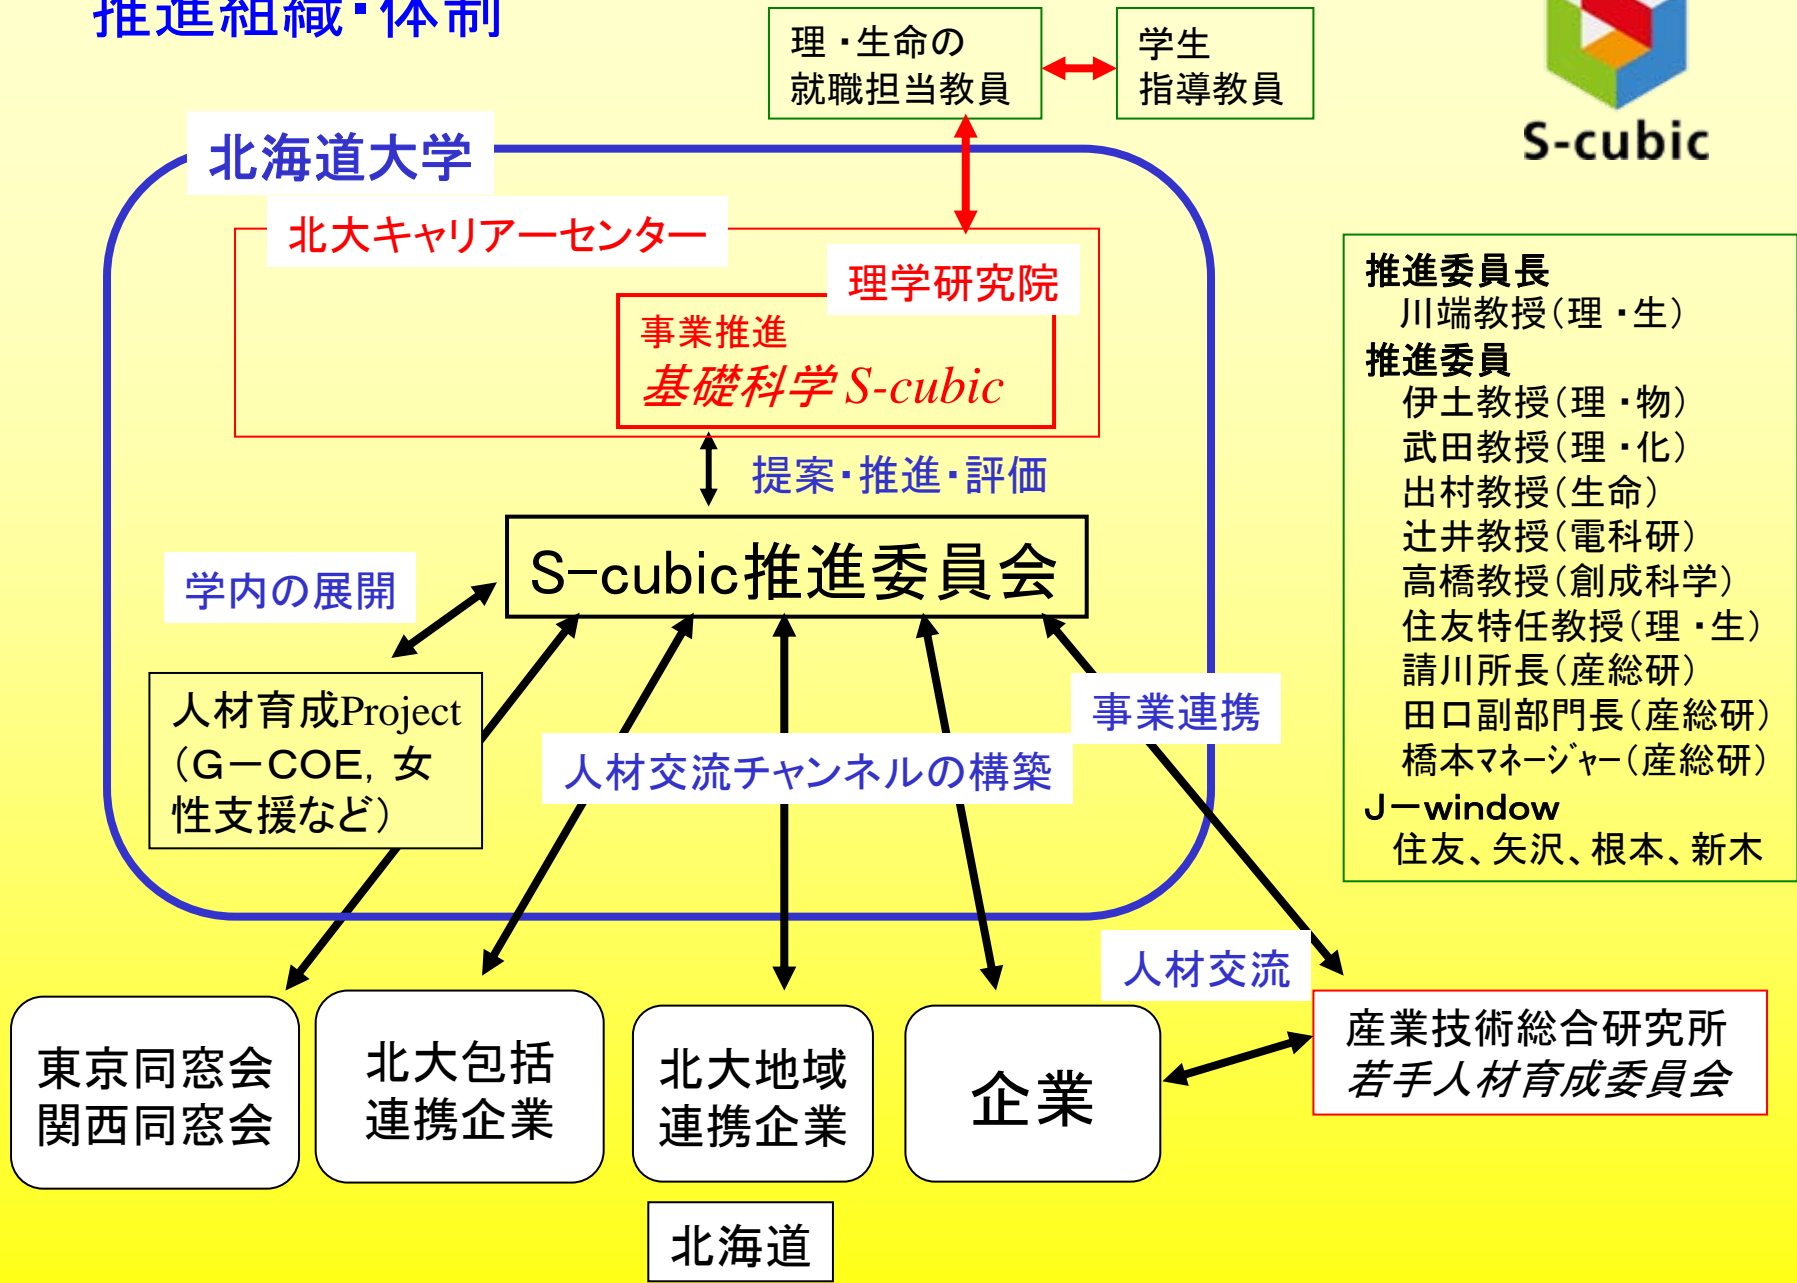 推進組織・体制
理・生命の
就職担当教員
学生
指導教員
S-cubic
北海道大学
北大キャリアーセンター
理学研究院
事業推進
基礎科学 S-cubic
提案・推進・評価
S-cubic推進委員会
学内の展開
人材育成Project
（G－COE, 女
性支援など）
事業連携
人材交流チャンネルの構築
人材交流
東京同窓会
関西同窓会
北大包括
連携企業
北大地域
連携企業
企業
産業技術総合研究所
若手人材育成委員会
北海道
推進委員長
川端教授（理・生）
推進委員
伊土教授（理・物）
武田教授（理・化）
出村教授（生命）
辻井教授（電科研）
高橋教授（創成科学）
住友特任教授（理・生）
請川所長（産総研）
田口副部門長（産総研）
橋本ﾏﾈｰｼﾞｬｰ（産総研）
J－window
住友、矢沢、根本、新木